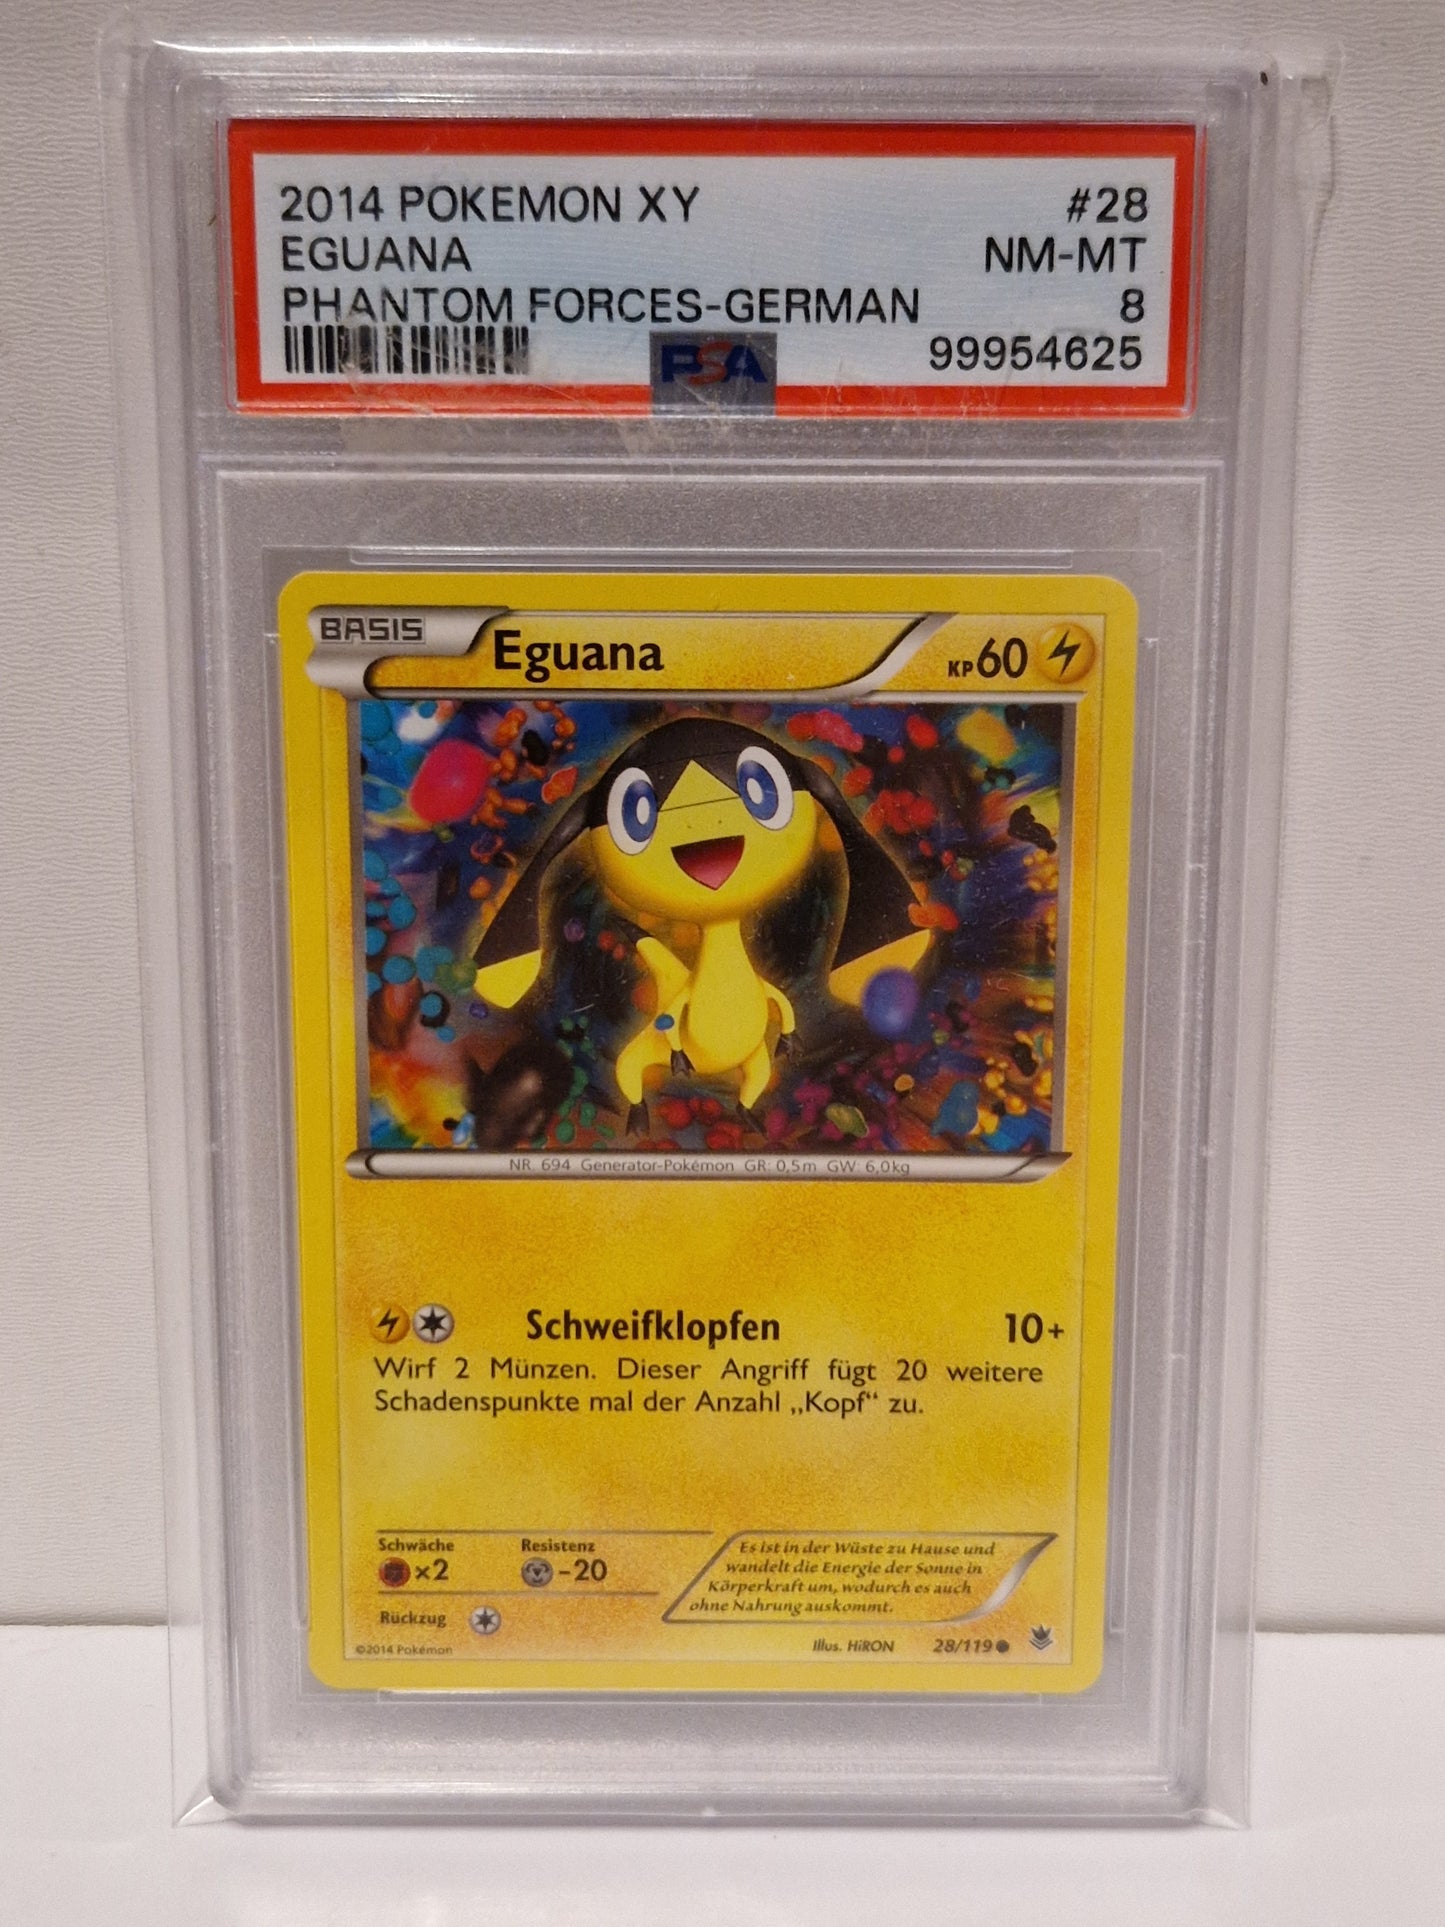 2014 POKEMON XY #28
EGUANA NM-MT
PHANTOM FORCES-GERMAN 8
PSA 99954625
BASIS Eguana KP60
NR. 694 Generator-Pokémon GR: 0,5m GW: 6,0kg
Schweifklopfen 10+
Wirf 2 Münzen. Dieser Angriff fügt 20 weitere
Schadenspunkte mal der Anzahl „Kopf“ zu.
Schwäche Resistenz
×2 -20
Rückzug
Es ist in der Wüste zu Hause und
wandelt die Energie der Sonne in
Körperkraft um, wodurch es auch
ohne Nahrung auskommt.
©2014 Pokémon Illus. HiRON 28/119